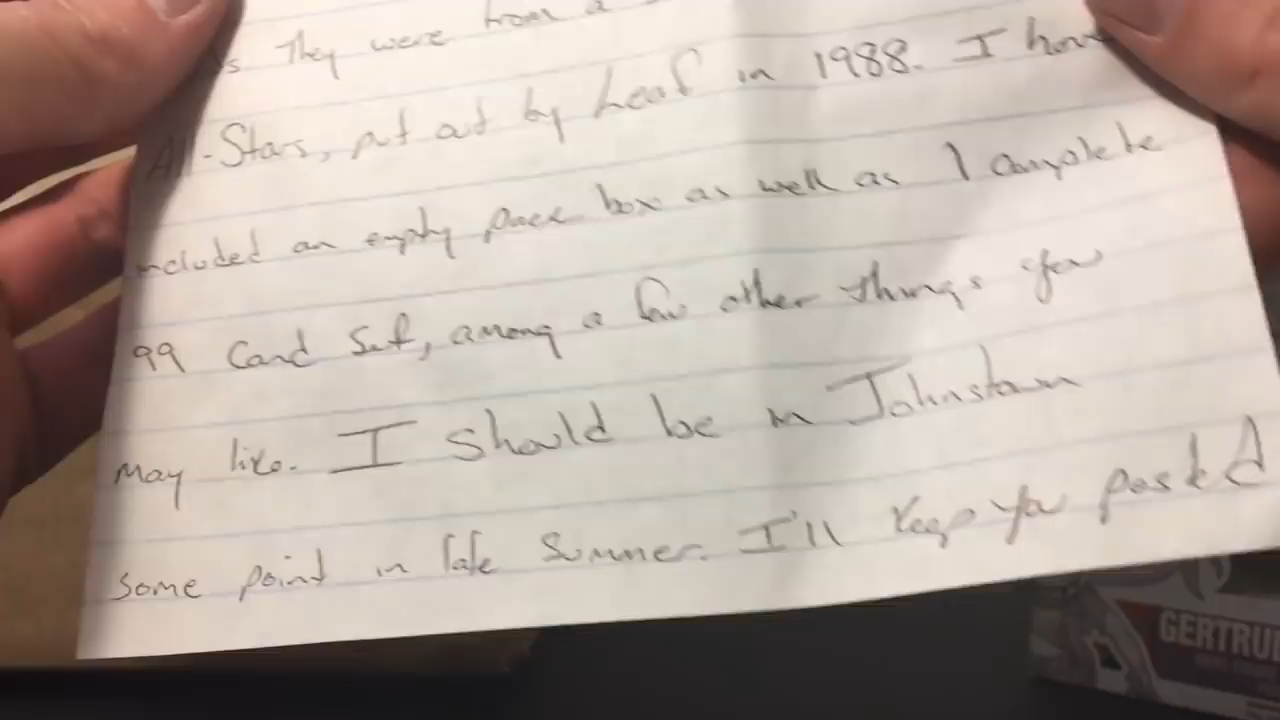 They were from a
All-Stars, put out by Leaf in 1988. I have
included an empty pack box as well as 1 complete
99 Card Set, among a few other things you
may like. I should be in Johnstown
some point in late summer. I'll keep you posted
GERTRU